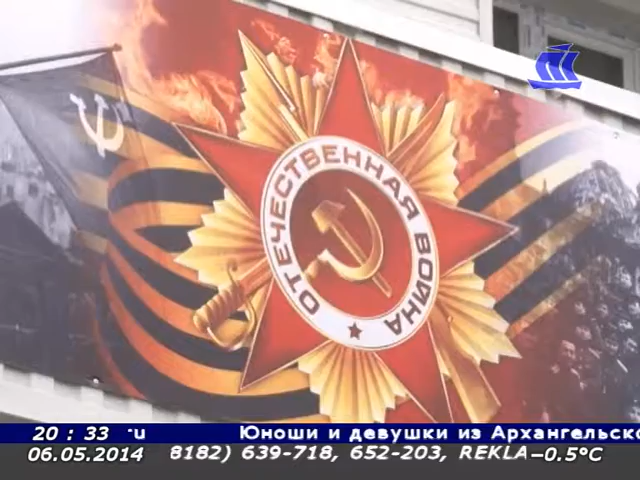 ОТЕЧЕСТВЕННАЯ ВОЙНА
20 : 33 ru Юноши и девушки из Архангельско
06.05.2014 8182) 639-718, 652-203, REKLA -0.5°C